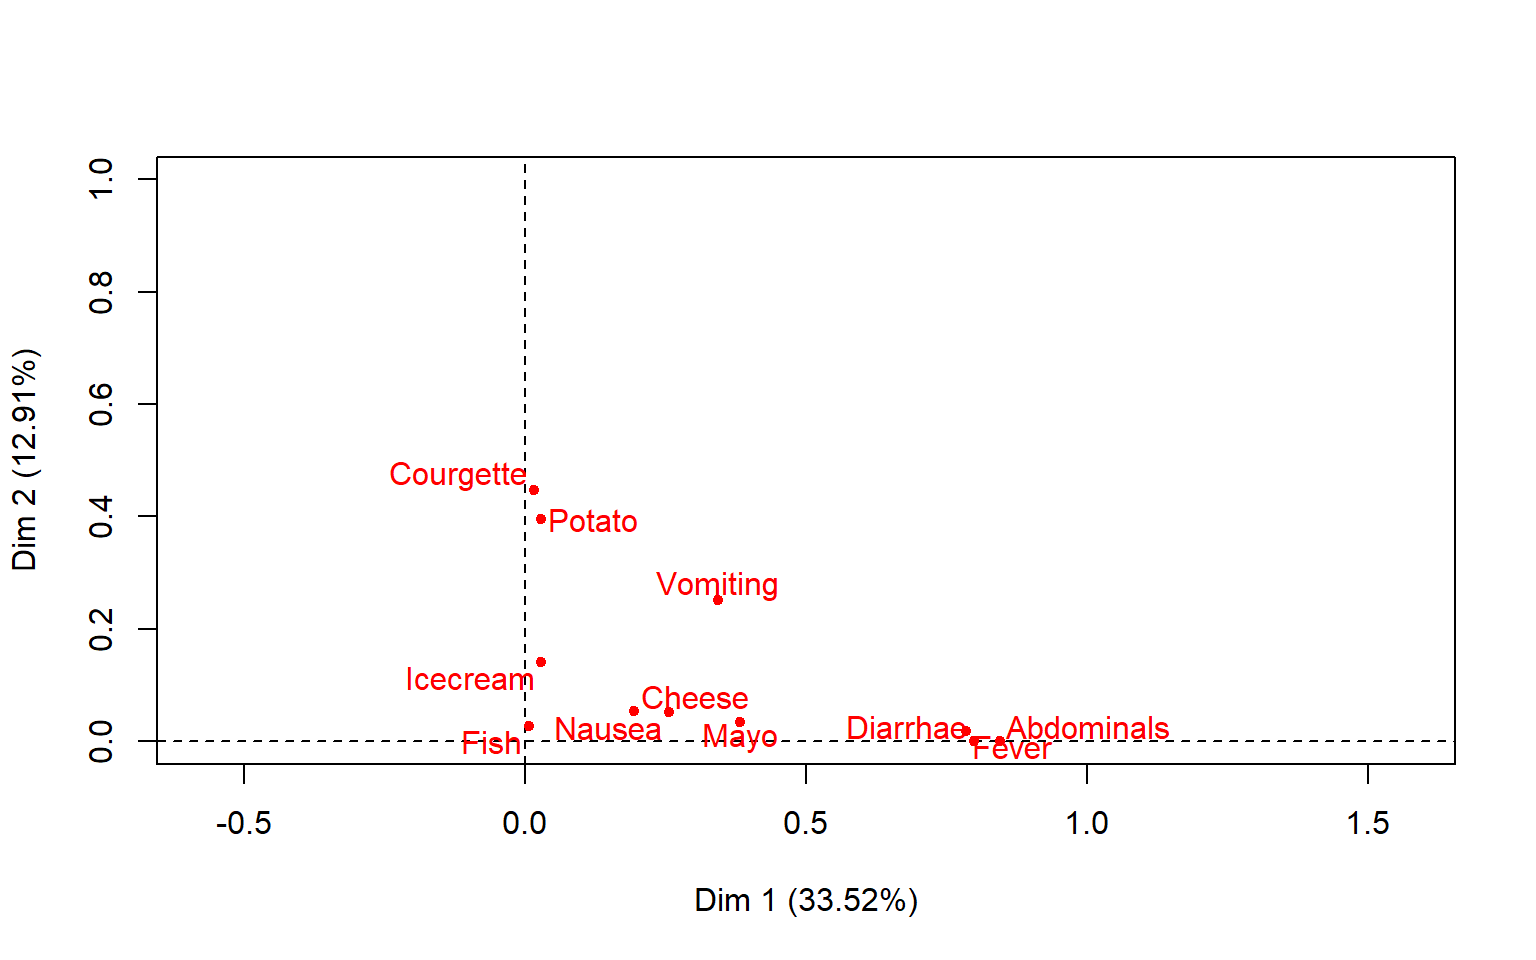 1.0
0.8
0.6
0.4
0.2
0.0
Dim 2 (12.91%)
Courgette
Potato
Vomiting
Icecream
Cheese
Nausea
Mayo
Fish
Diarrhae
Abdominals
Fever
-0.5
0.0
0.5
1.0
1.5
Dim 1 (33.52%)